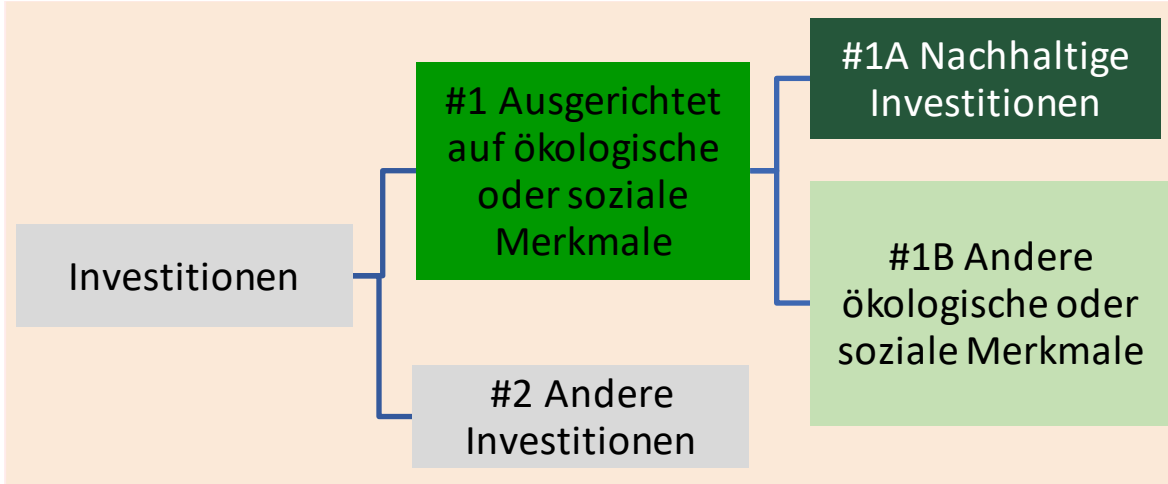 Investitionen
#1 Ausgerichtet
auf ökologische
oder soziale
Merkmale
#2 Andere
Investitionen
#1A Nachhaltige
Investitionen
#1B Andere
ökologische oder
soziale Merkmale